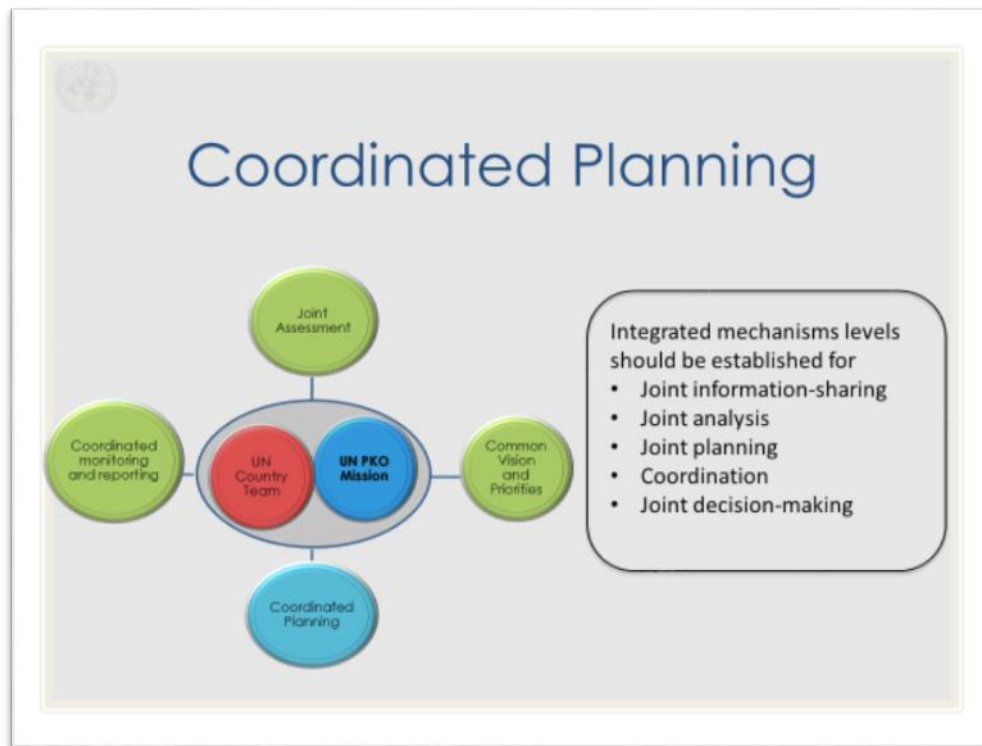 Coordinated Planning
Joint
Assessment
Coordinated
monitoring
and reporting
UN
Country
Team
UN PKO
Mission
Common
Vision
and
Priorities
Coordinated
Planning
Integrated mechanisms levels
should be established for
• Joint information-sharing
• Joint analysis
• Joint planning
• Coordination
• Joint decision-making